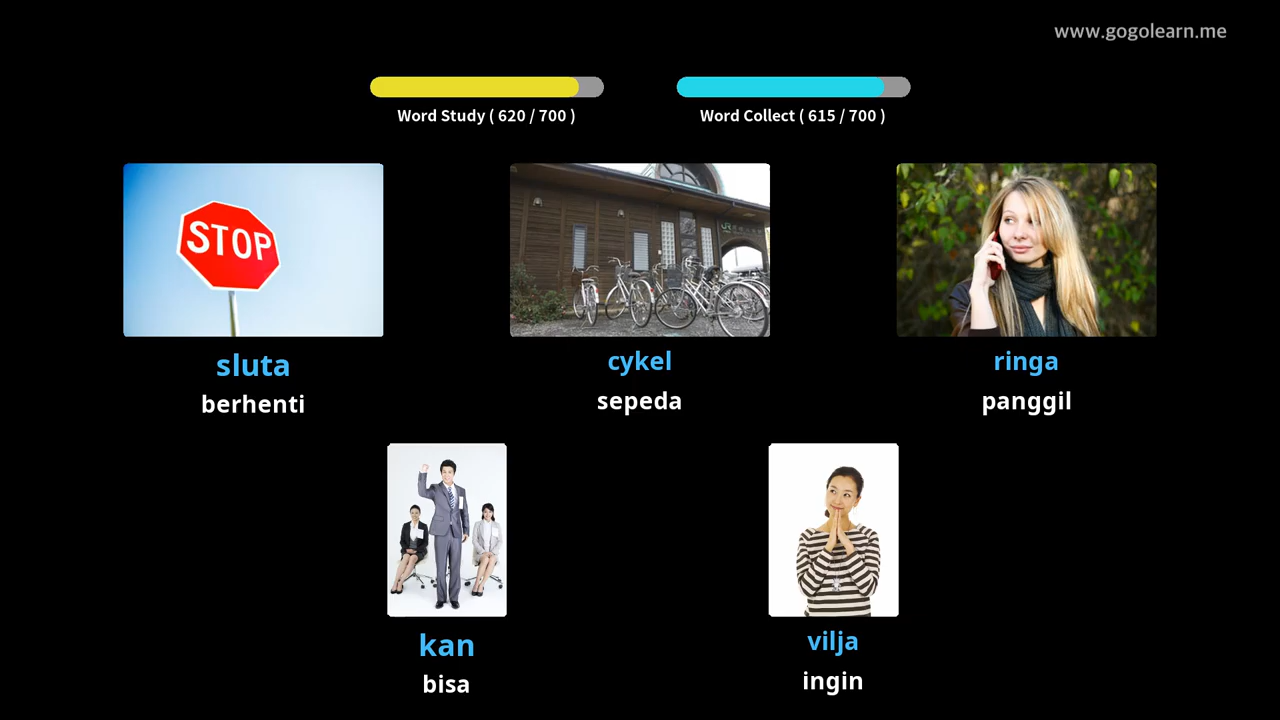 www.gogolearn.me
Word Study ( 620 / 700 )
Word Collect ( 615 / 700 )
STOP
sluta
berhenti
cykel
sepeda
ringa
panggil
kan
bisa
vilja
ingin